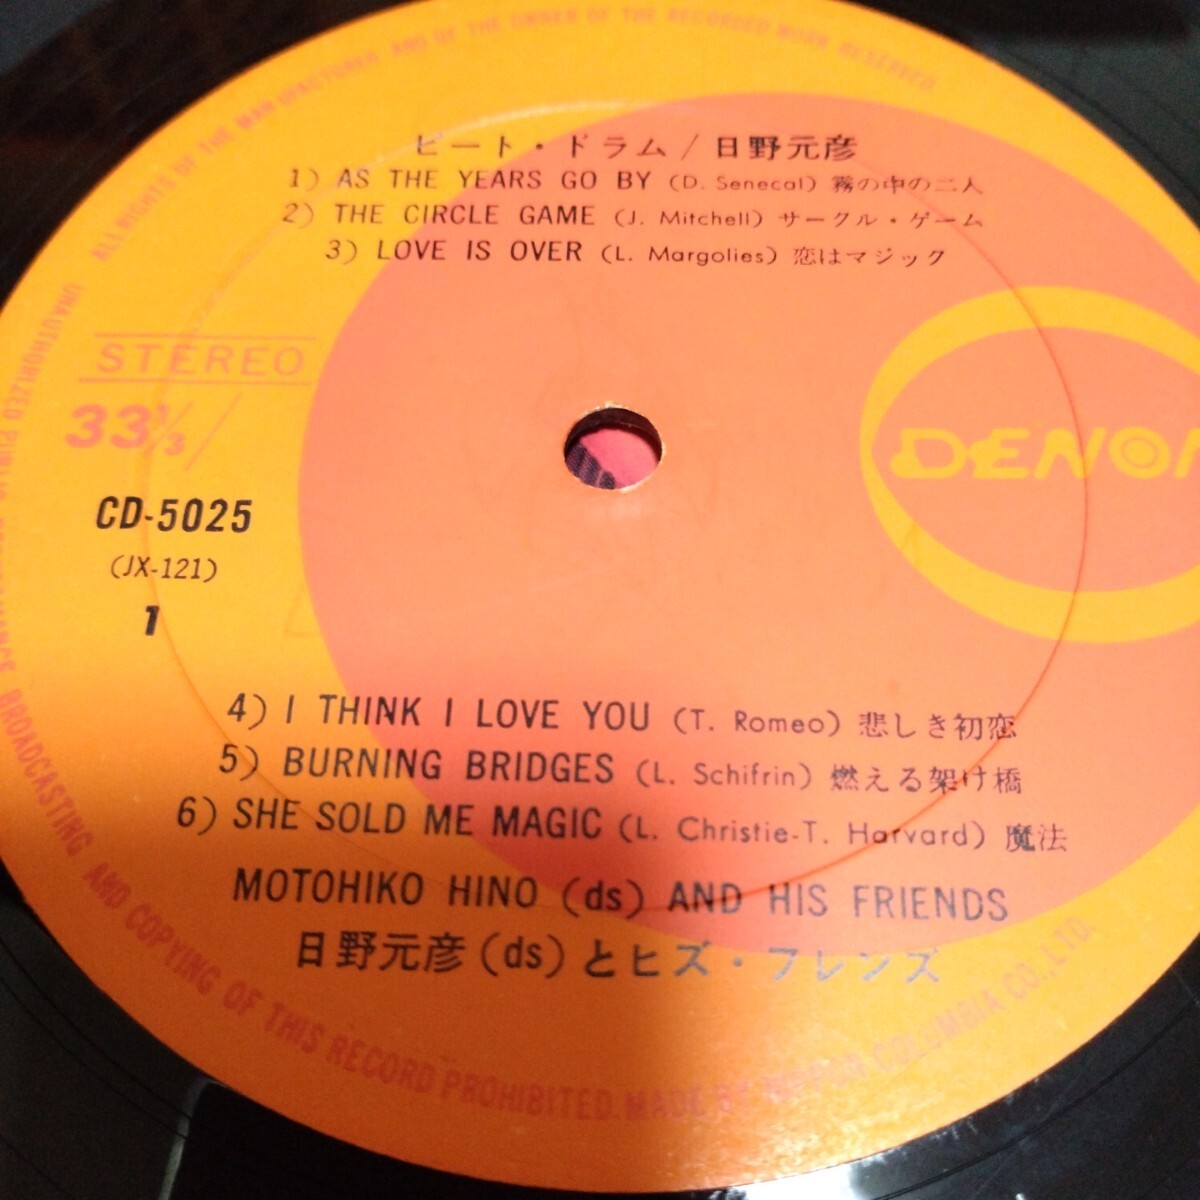 ビート・ドラム/日野元彦
1) AS THE YEARS GO BY (D. Senecal) 霧の中の二人
2) THE CIRCLE GAME (J. Mitchell) サークル・ゲーム
3) LOVE IS OVER (L. Margolies) 恋はマジック
STEREO
33⅓/
DENON
CD-5025
(JX-121)
1
4) I THINK I LOVE YOU (T. Romeo) 悲しき初恋
5) BURNING BRIDGES (L. Schifrin) 燃える架け橋
6) SHE SOLD ME MAGIC (L. Christie-T. Harvard) 魔法
MOTOHIKO HINO (ds) AND HIS FRIENDS
日野元彦(ds)とヒズ・フレンズ
ALL RIGHTS OF THE MANUFACTURER AND OF THE OWNER OF THE RECORDED WORK RESERVED
UNAUTHORIZED PUBLIC PERFORMANCE BROADCASTING AND COPYING OF THIS RECORD PROHIBITED. MADE BY NIPPON COLUMBIA CO., LTD.